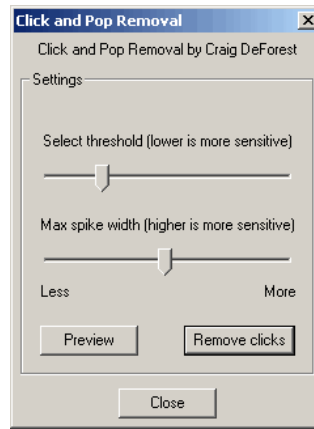 Click and Pop Removal
Click and Pop Removal by Craig DeForest
Settings
Select threshold (lower is more sensitive)
Max spike width (higher is more sensitive)
Less More
Preview Remove clicks
Close